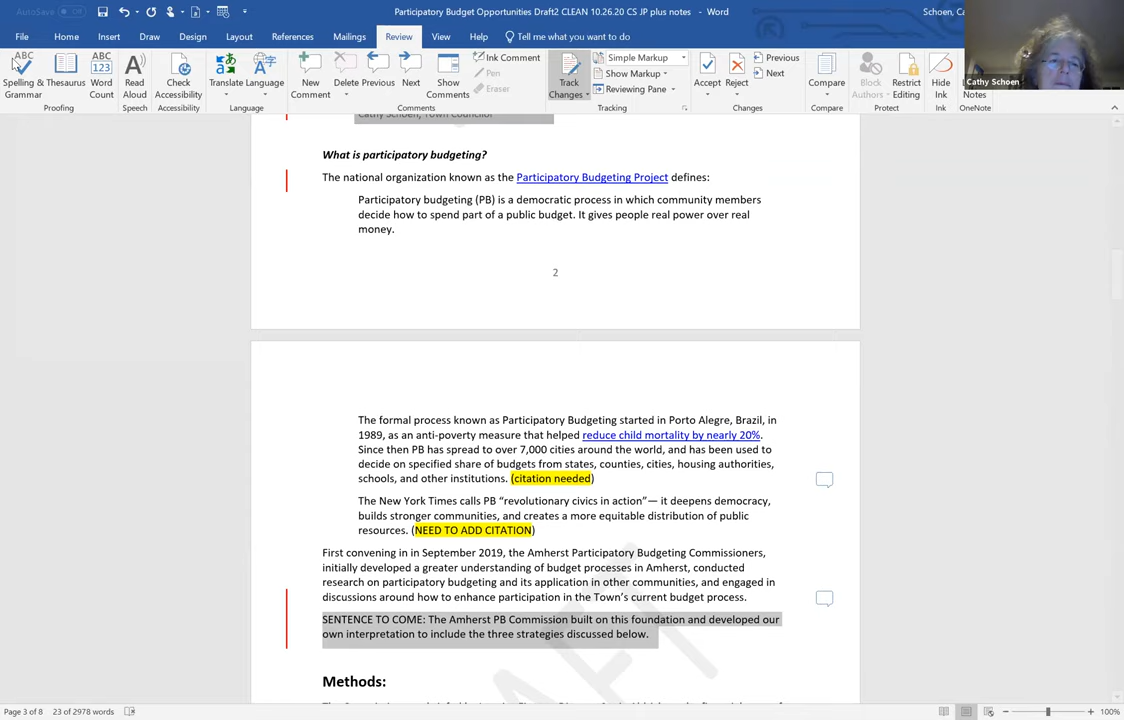 AutoSave Off
Participatory Budget Opportunities Draft2 CLEAN 10.26.20 CS JP plus notes - Word
Schoen, Ca
File Home Insert Draw Design Layout References Mailings Review View Help Tell me what you want to do
Spelling & Grammar
Thesaurus
ABC 123 Word Count
Read Aloud
Check Accessibility
Translate
Language
New Comment
Delete
Previous
Next
Show Comments
Ink Comment
Pen
Eraser
Track Changes
Simple Markup
Show Markup
Reviewing Pane
Accept
Reject
Previous
Next
Compare
Block Authors
Restrict Editing
Hide Ink
Notes
Proofing Speech Accessibility Language Comments Tracking Changes Compare Protect Ink OneNote
Cathy Schoen
Cathy Schoen, Town Councilor
What is participatory budgeting?
The national organization known as the Participatory Budgeting Project defines:
Participatory budgeting (PB) is a democratic process in which community members
decide how to spend part of a public budget. It gives people real power over real
money.
2
The formal process known as Participatory Budgeting started in Porto Alegre, Brazil, in
1989, as an anti-poverty measure that helped reduce child mortality by nearly 20%.
Since then PB has spread to over 7,000 cities around the world, and has been used to
decide on specified share of budgets from states, counties, cities, housing authorities,
schools, and other institutions. (citation needed)
The New York Times calls PB “revolutionary civics in action”— it deepens democracy,
builds stronger communities, and creates a more equitable distribution of public
resources. (NEED TO ADD CITATION)
First convening in in September 2019, the Amherst Participatory Budgeting Commissioners,
initially developed a greater understanding of budget processes in Amherst, conducted
research on participatory budgeting and its application in other communities, and engaged in
discussions around how to enhance participation in the Town’s current budget process.
SENTENCE TO COME: The Amherst PB Commission built on this foundation and developed our
own interpretation to include the three strategies discussed below.
Methods:
Page 3 of 8 23 of 2978 words
100%